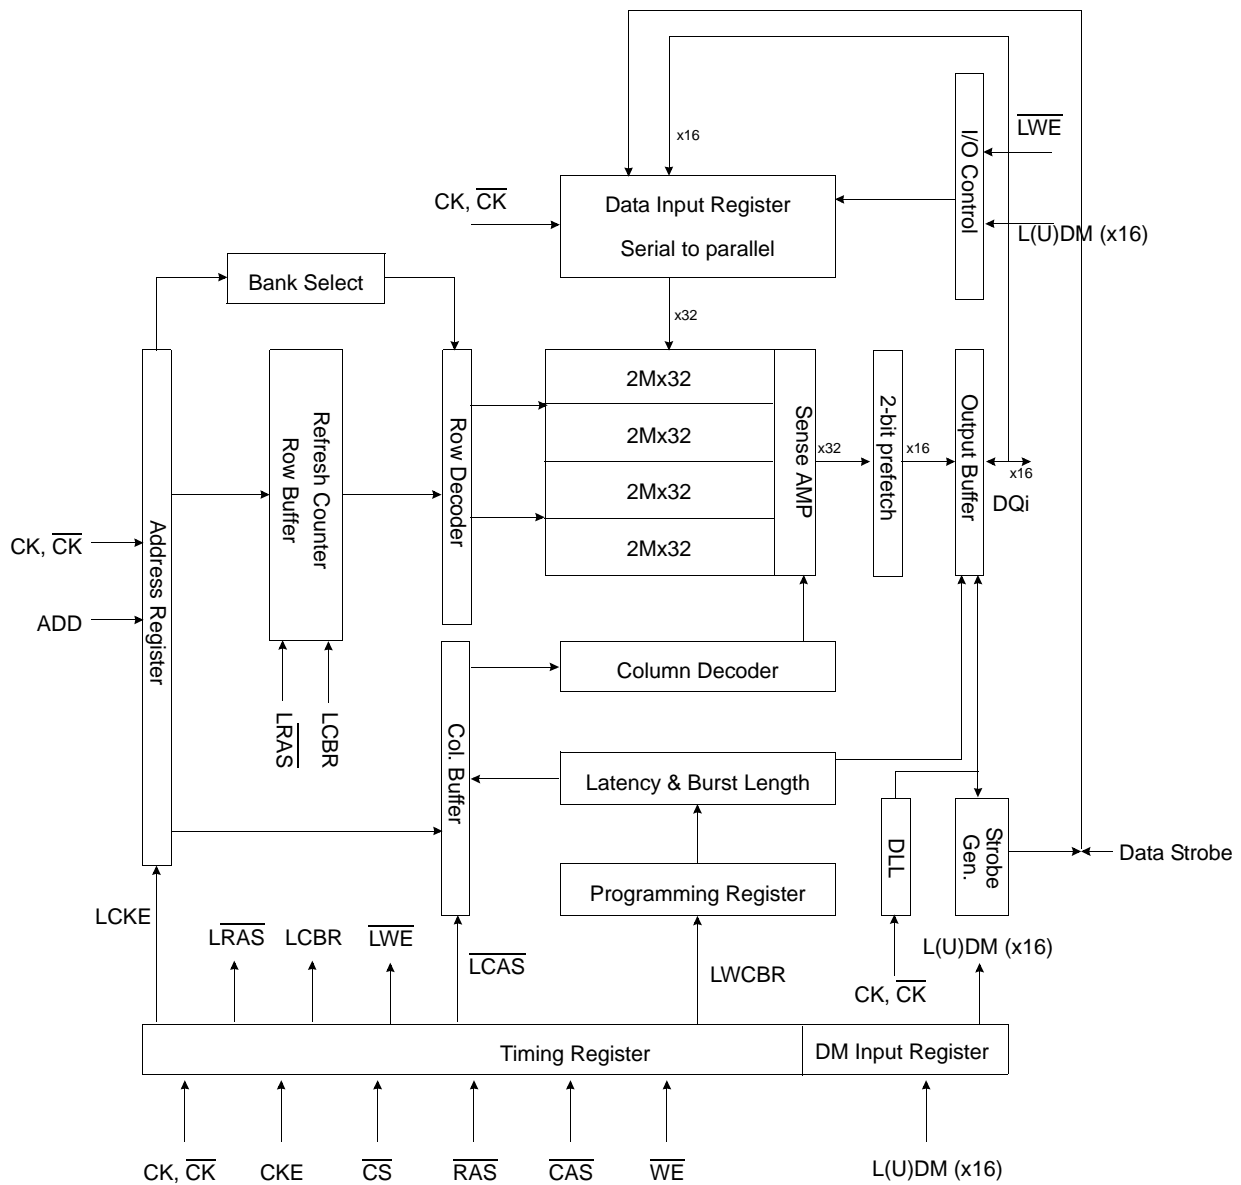 x16
LWE
I/O Control
CK, CK
Data Input Register
Serial to parallel
L(U)DM (x16)
Bank Select
x32
Address Register
Refresh Counter
Row Buffer
Row Decoder
2Mx32
2Mx32
2Mx32
2Mx32
Sense AMP
x32
2-bit prefetch
x16
Output Buffer
x16
DQi
CK, CK
ADD
LRAS
LCBR
Col. Buffer
Column Decoder
Latency & Burst Length
Programming Register
DLL
Strobe
Gen.
Data Strobe
LCKE
LRAS
LCBR
LWE
LCAS
LWCBR
CK, CK
L(U)DM (x16)
Timing Register
DM Input Register
CK, CK
CKE
CS
RAS
CAS
WE
L(U)DM (x16)